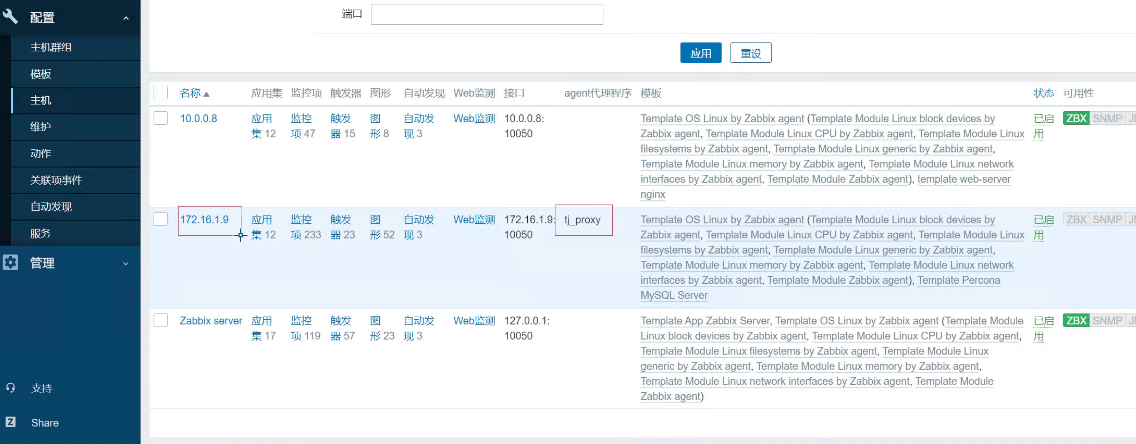 配置
主机群组
模板
主机
维护
动作
关联项事件
自动发现
服务
管理
支持
Share
端口
应用 重设
名称 应用集 监控项 触发器 图形 自动发现 Web监测 接口 agent代理程序 模板 状态 可用性
10.0.0.8 应用 监控 触发 图 自动发 Web监测 10.0.0.8: Template OS Linux by Zabbix agent (Template Module Linux block devices by 已启 ZBX SNMP
集 12 项 47 器 15 形 8 现 3 10050 Zabbix agent, Template Module Linux CPU by Zabbix agent, Template Module Linux 用
filesystems by Zabbix agent, Template Module Linux generic by Zabbix agent,
Template Module Linux memory by Zabbix agent, Template Module Linux network
interfaces by Zabbix agent, Template Module Zabbix agent), template web-server
nginx
172.16.1.9 应用 监控 触发 图 自动发 Web监测 172.16.1.9: tj_proxy Template OS Linux by Zabbix agent (Template Module Linux block devices by 已启 ZBX SNMP
集 12 项 233 器 23 形 52 现 3 10050 Zabbix agent, Template Module Linux CPU by Zabbix agent, Template Module Linux 用
filesystems by Zabbix agent, Template Module Linux generic by Zabbix agent,
Template Module Linux memory by Zabbix agent, Template Module Linux network
interfaces by Zabbix agent, Template Module Zabbix agent), Template Percona
MySQL Server
Zabbix server 应用 监控 触发 图 自动发 Web监测 127.0.0.1: Template App Zabbix Server, Template OS Linux by Zabbix agent (Template Module 已启 ZBX SNMP
集 17 项 119 器 57 形 23 现 3 10050 Linux block devices by Zabbix agent, Template Module Linux CPU by Zabbix agent, 用
Template Module Linux filesystems by Zabbix agent, Template Module Linux
generic by Zabbix agent, Template Module Linux memory by Zabbix agent,
Template Module Linux network interfaces by Zabbix agent, Template Module
Zabbix agent)